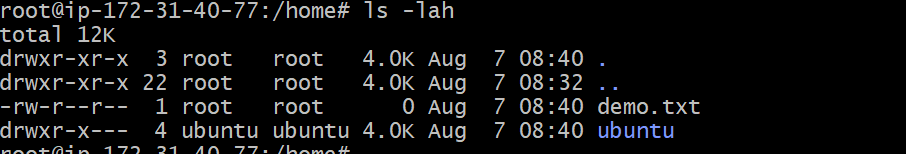 root@ip-172-31-40-77:/home# ls -lah
total 12K
drwxr-xr-x  3 root   root   4.0K Aug  7 08:40 .
drwxr-xr-x 22 root   root   4.0K Aug  7 08:32 ..
-rw-r--r--  1 root   root      0 Aug  7 08:40 demo.txt
drwxr-x---  4 ubuntu ubuntu 4.0K Aug  7 08:40 ubuntu
root@ip-172-31-40-77:/home#